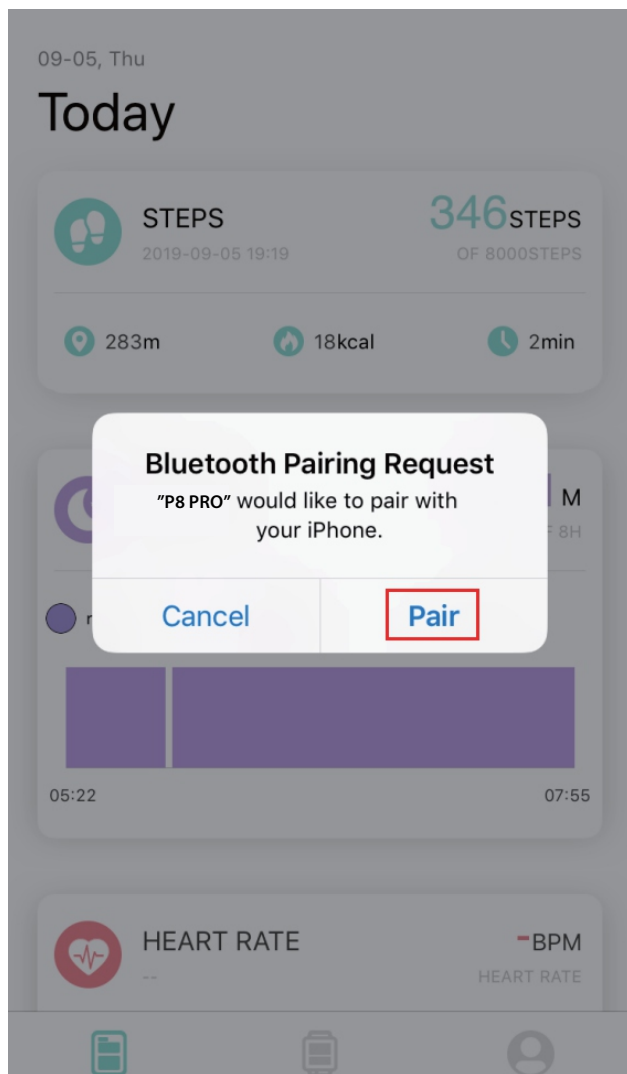 09-05, Thu
Today
STEPS
346STEPS
2019-09-05 19:19
OF 8000STEPS
283m
18kcal
2min
Bluetooth Pairing Request
"P8 PRO" would like to pair with
your iPhone.
M
8H
Cancel
Pair
05:22
07:55
HEART RATE
-BPM
--
HEART RATE